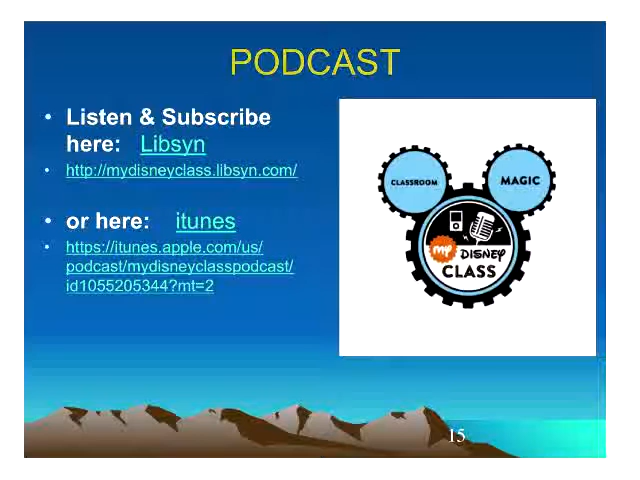 PODCAST
• Listen & Subscribe
here: Libsyn
• http://mydisneyclass.libsyn.com/
• or here: itunes
• https://itunes.apple.com/us/
podcast/mydisneyclasspodcast/
id1055205344?mt=2
CLASSROOM
MAGIC
my DISNEY
CLASS
15